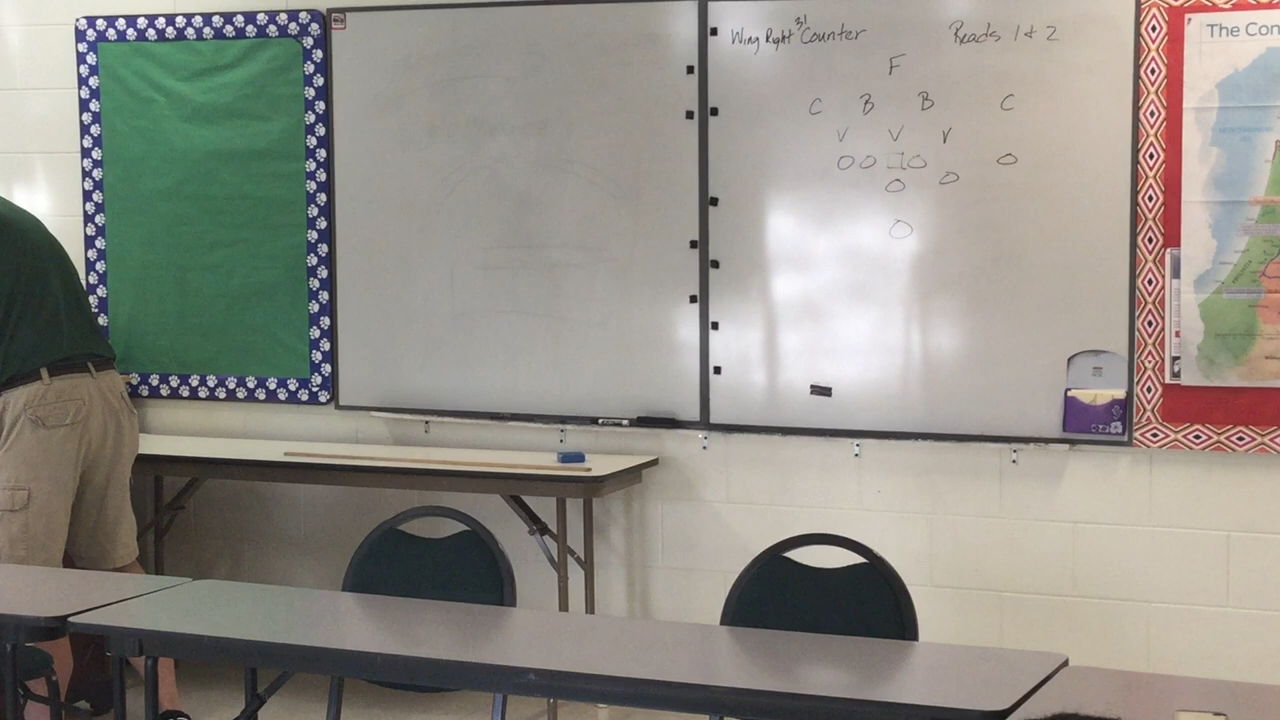 Wing Right 31 Counter Reads 1 & 2
F
C B B C
V V V
The Con